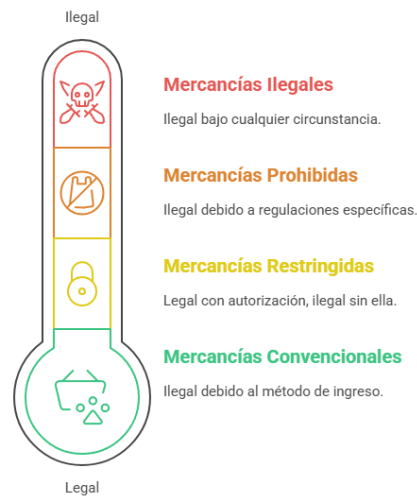 Ilegal
Mercancías Ilegales
Ilegal bajo cualquier circunstancia.
Mercancías Prohibidas
Ilegal debido a regulaciones específicas.
Mercancías Restringidas
Legal con autorización, ilegal sin ella.
Mercancías Convencionales
Ilegal debido al método de ingreso.
Legal